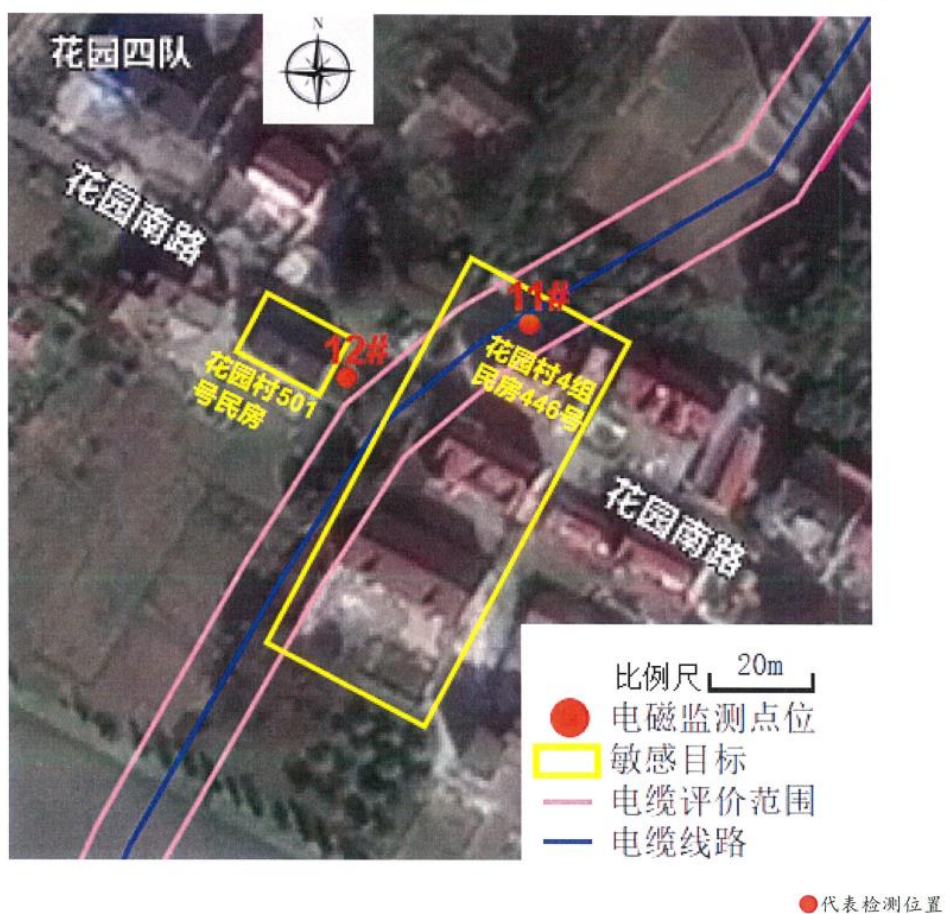 花园四队
N
花园南路
11#
12#
花园村4组
民房446号
花园村501
号民房
花园南路
比例尺 20m
电磁监测点位
敏感目标
电缆评价范围
电缆线路
代表检测位置